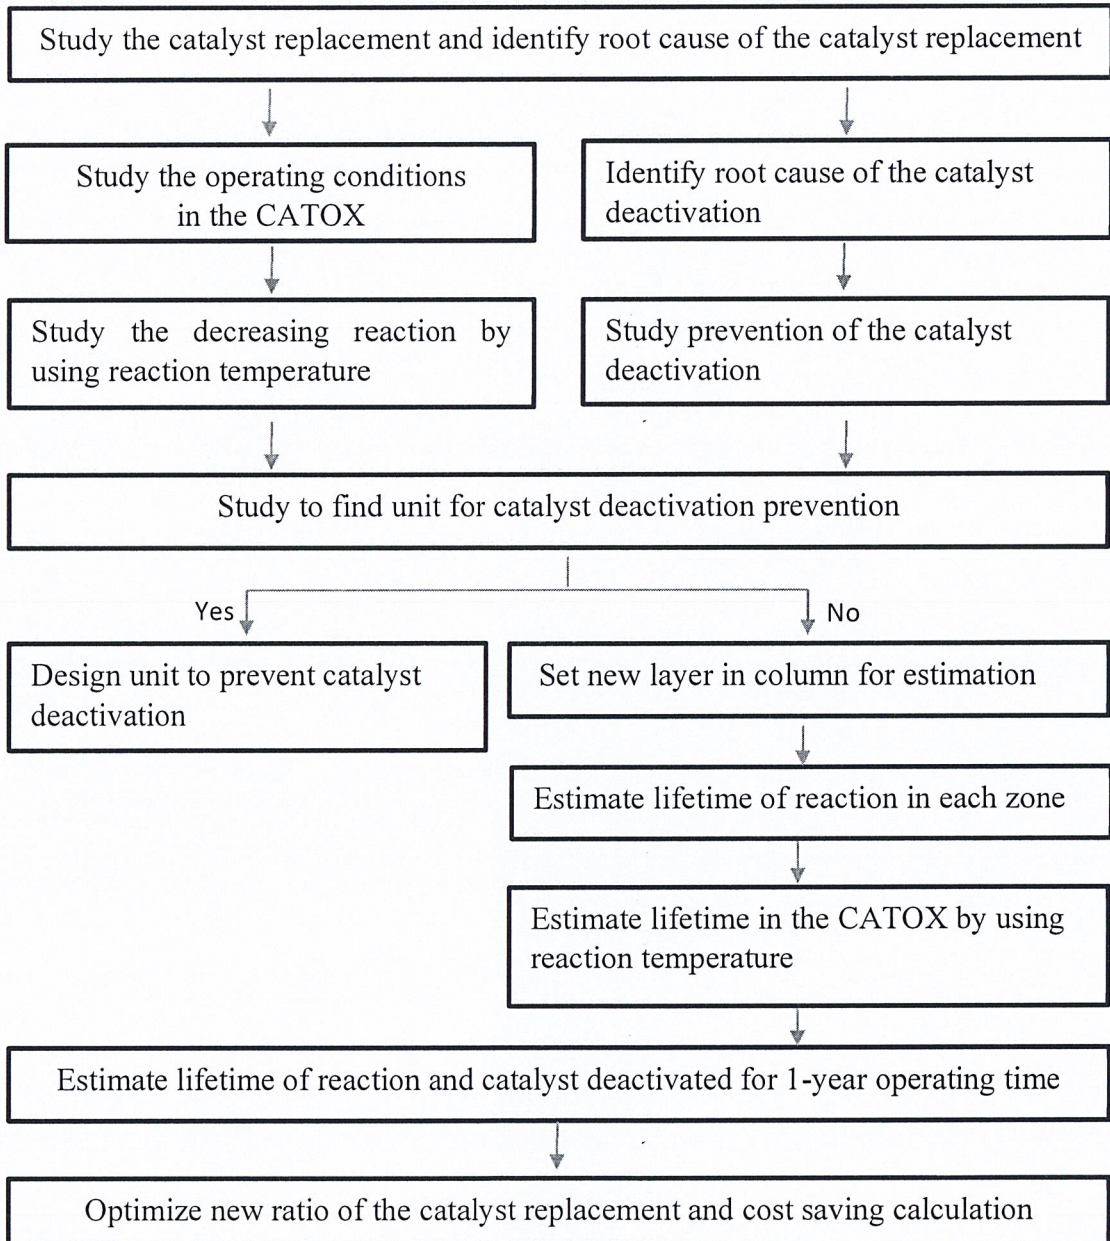 Study the catalyst replacement and identify root cause of the catalyst replacement
Study the operating conditions
in the CATOX
Identify root cause of the catalyst
deactivation
Study the decreasing reaction by
using reaction temperature
Study prevention of the catalyst
deactivation
Study to find unit for catalyst deactivation prevention
Yes
No
Design unit to prevent catalyst
deactivation
Set new layer in column for estimation
Estimate lifetime of reaction in each zone
Estimate lifetime in the CATOX by using
reaction temperature
Estimate lifetime of reaction and catalyst deactivated for 1-year operating time
Optimize new ratio of the catalyst replacement and cost saving calculation